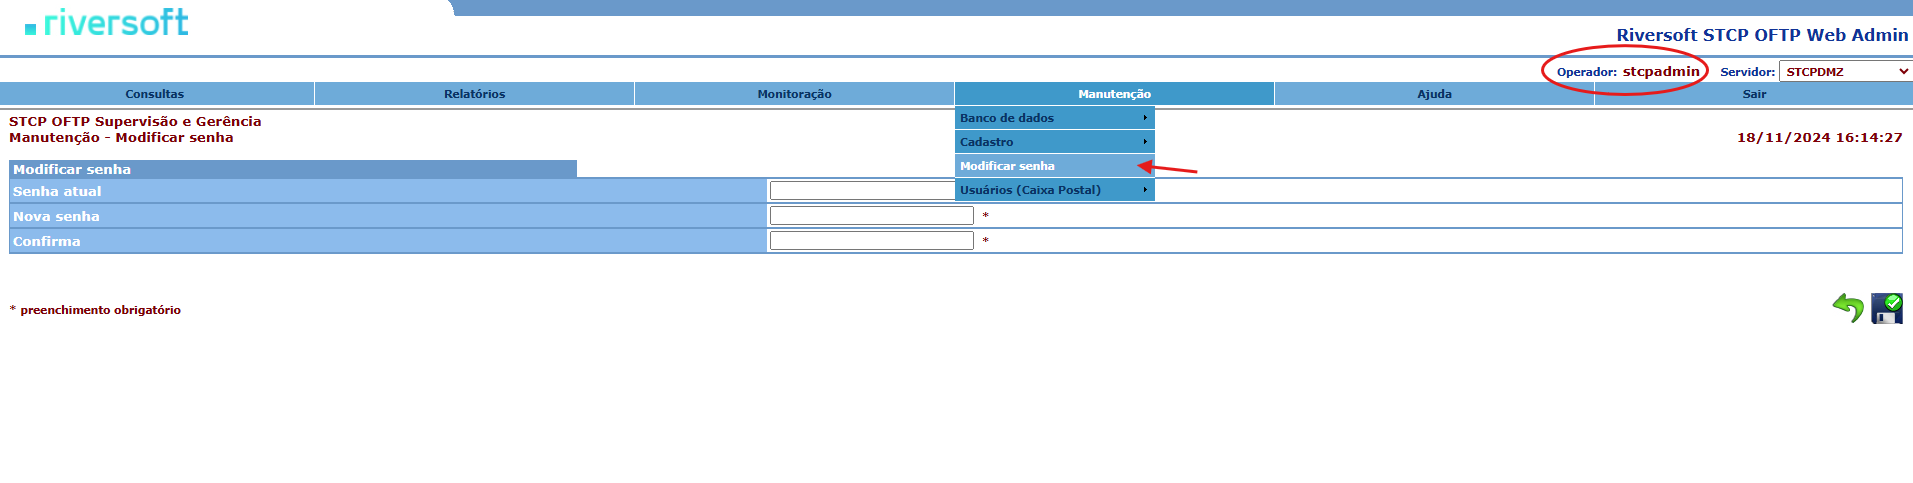 riversoft
Riversoft STCP OFTP Web Admin
Operador: stcpadmin Servidor: STCPDMZ
Consultas Relatórios Monitoração Manutenção Ajuda Sair
Banco de dados
Cadastro
Modificar senha
Usuários (Caixa Postal)
STCP OFTP Supervisão e Gerência
Manutenção - Modificar senha
18/11/2024 16:14:27
Modificar senha
Senha atual
Nova senha *
Confirma *
* preenchimento obrigatório